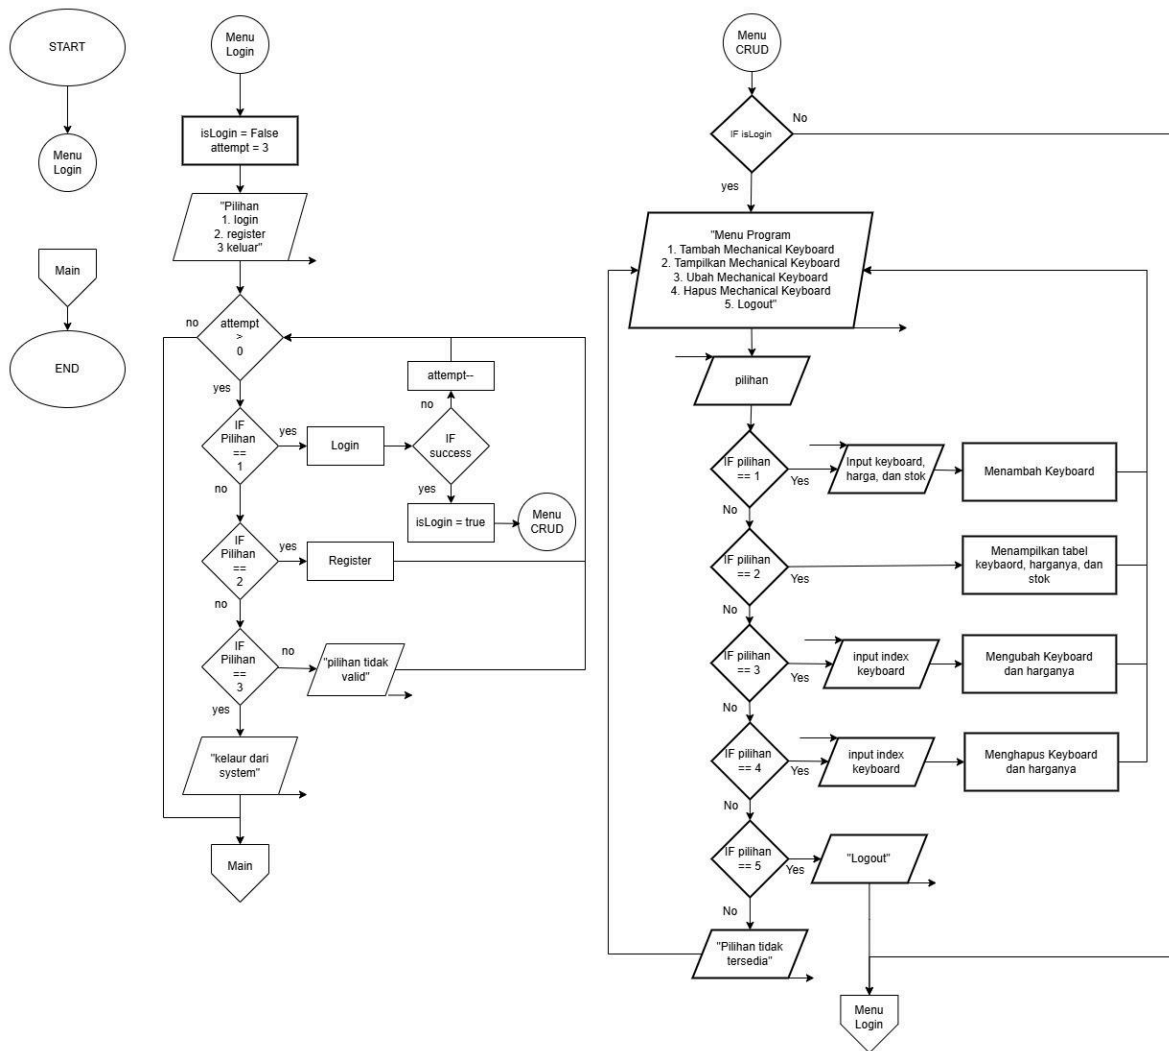 START
Menu
Login
Main
END
Menu
Login
isLogin = False
attempt = 3
"Pilihan
1. login
2. register
3 keluar"
attempt
>
0
no
yes
IF
Pilihan
==
1
yes
Login
IF
success
no
attempt--
yes
isLogin = true
Menu
CRUD
no
IF
Pilihan
==
2
yes
Register
no
IF
Pilihan
==
3
no
"pilihan tidak
valid"
yes
"kelaur dari
system"
Main
Menu
CRUD
IF isLogin
No
yes
"Menu Program
1. Tambah Mechanical Keyboard
2. Tampilkan Mechanical Keyboard
3. Ubah Mechanical Keyboard
4. Hapus Mechanical Keyboard
5. Logout"
pilihan
IF pilihan
== 1
Yes
Input keyboard,
harga, dan stok
Menambah Keyboard
No
IF pilihan
== 2
Yes
Menampilkan tabel
keybaord, harganya, dan
stok
No
IF pilihan
== 3
Yes
input index
keyboard
Mengubah Keyboard
dan harganya
No
IF pilihan
== 4
Yes
input index
keyboard
Menghapus Keyboard
dan harganya
No
IF pilihan
== 5
Yes
"Logout"
No
"Pilihan tidak
tersedia"
Menu
Login